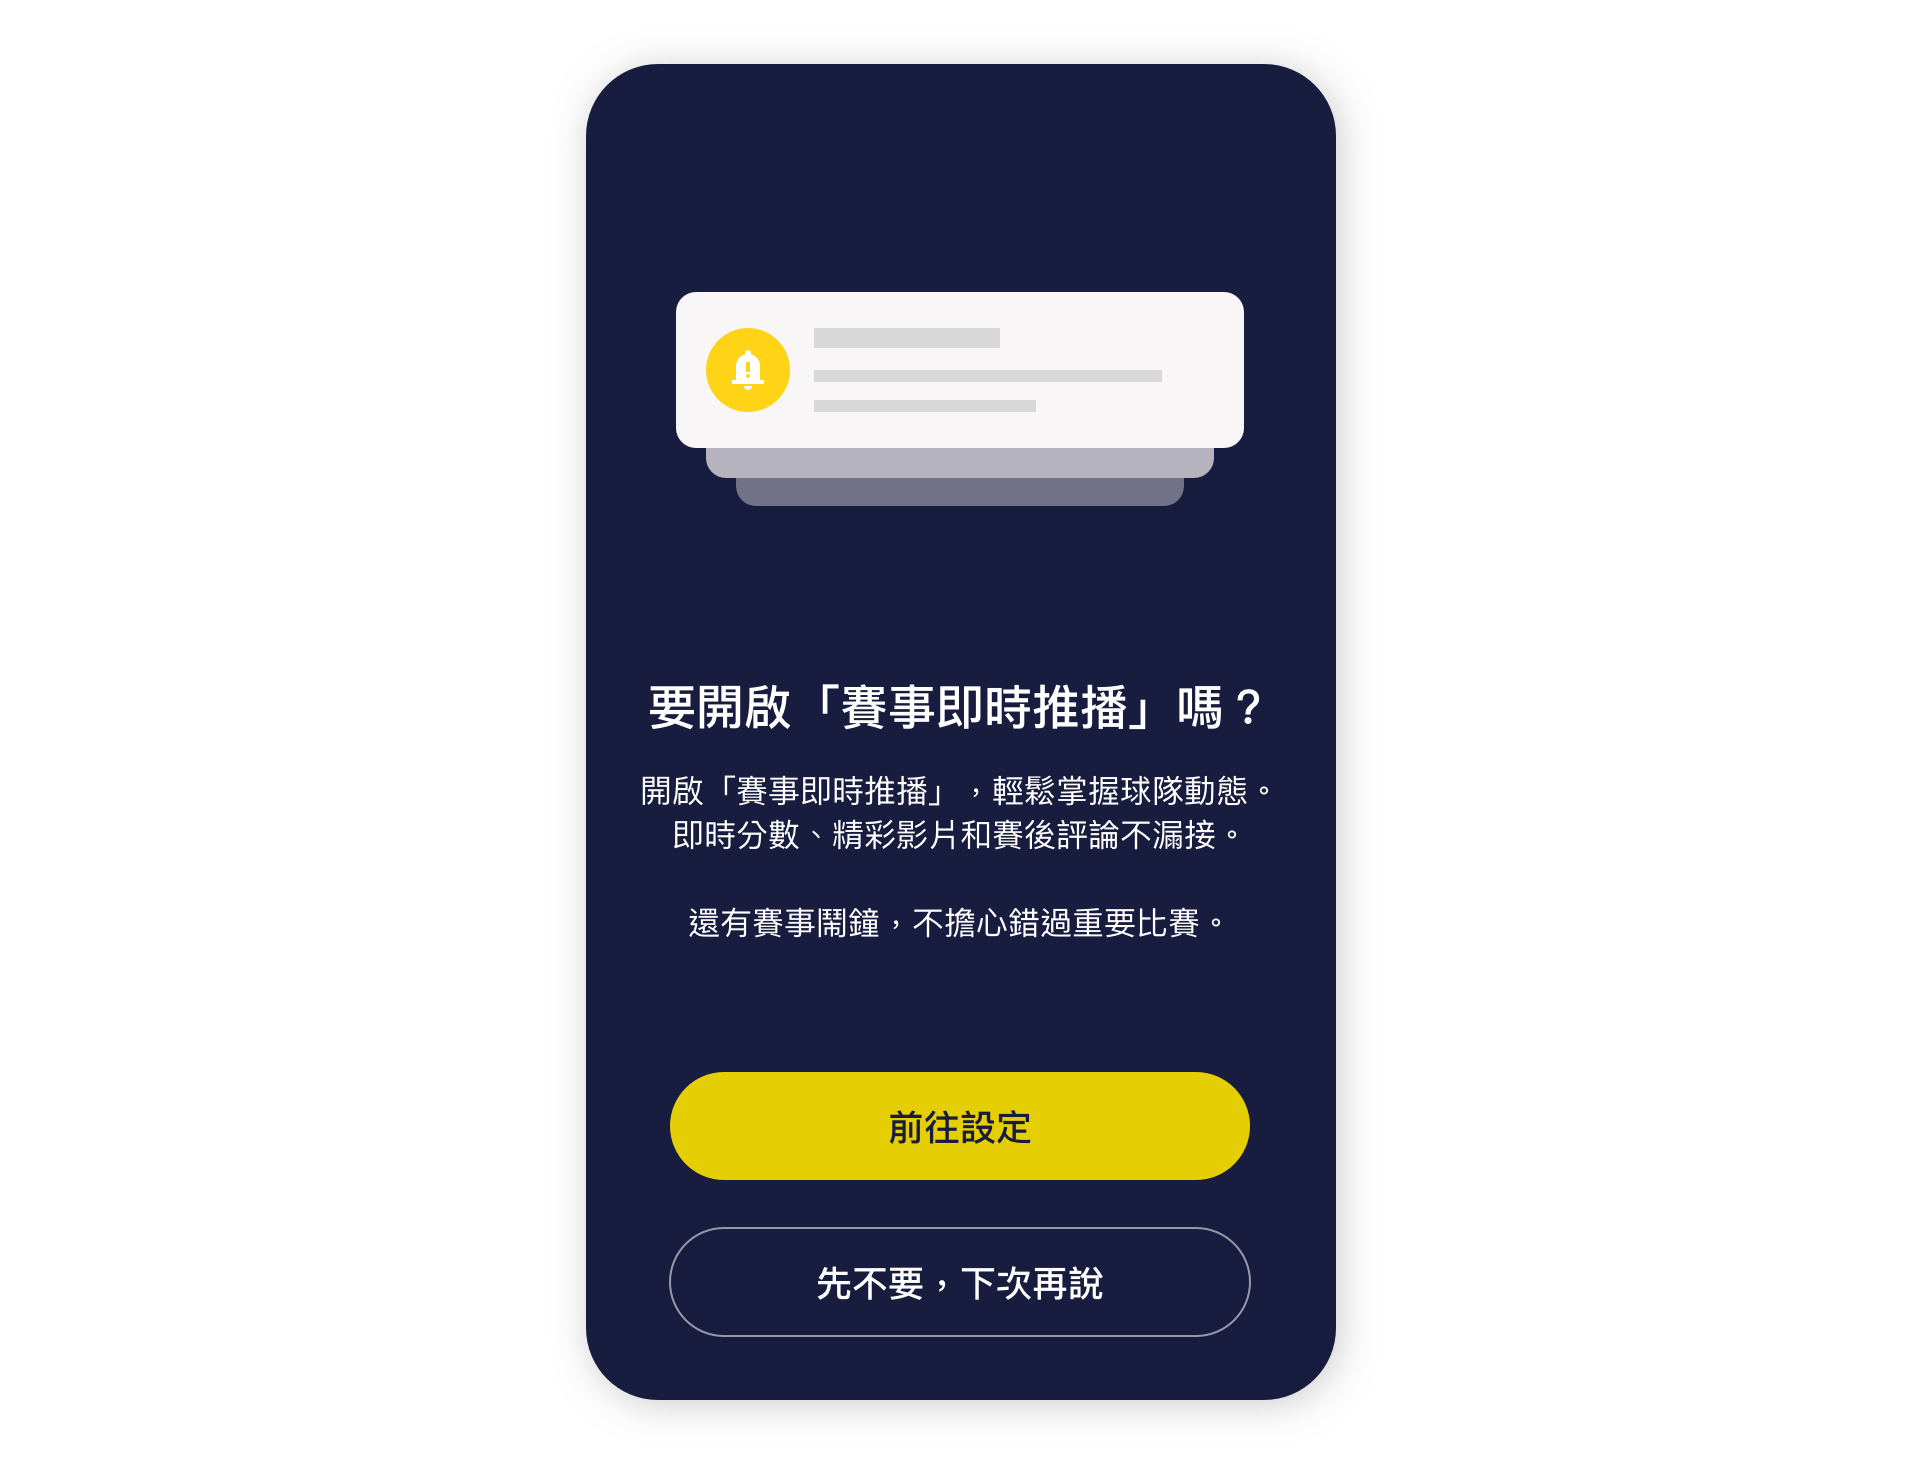 要開啟「賽事即時推播」嗎？
開啟「賽事即時推播」，輕鬆掌握球隊動態。
即時分數、精彩影片和賽後評論不漏接。
還有賽事鬧鐘，不擔心錯過重要比賽。
前往設定
先不要，下次再說